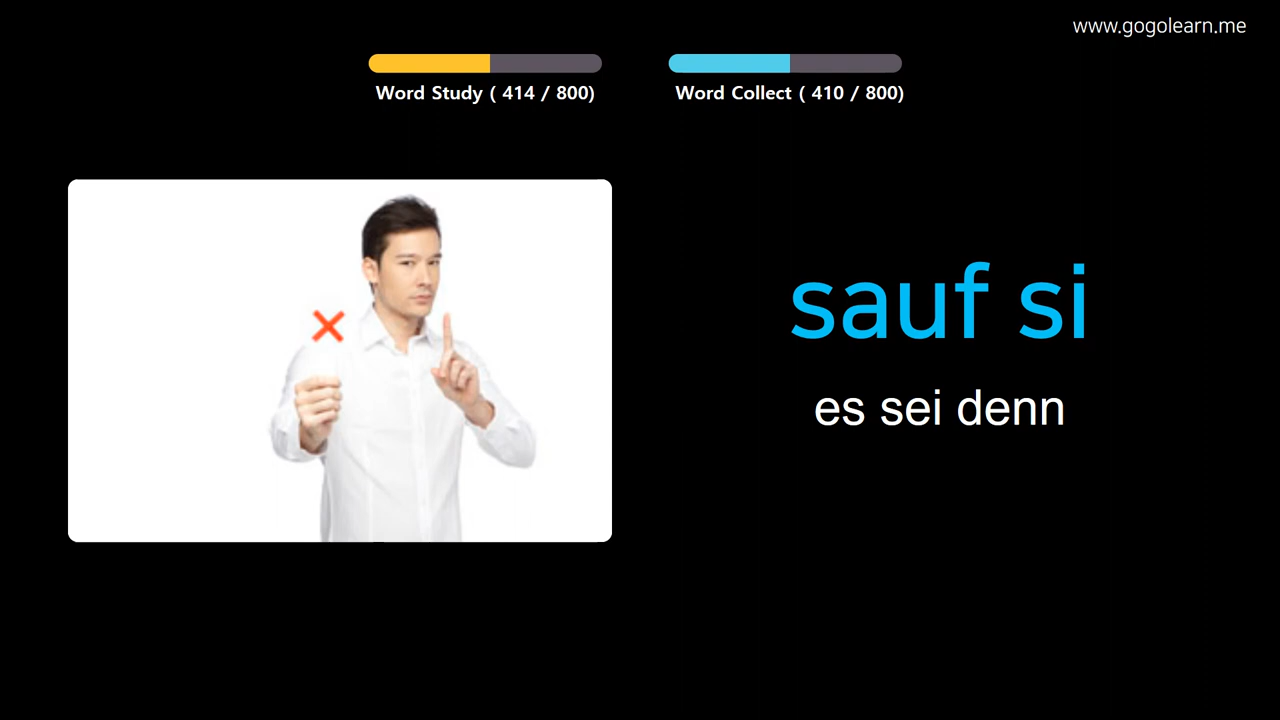 www.gogolearn.me
Word Study ( 414 / 800)
Word Collect ( 410 / 800)
sauf si
es sei denn